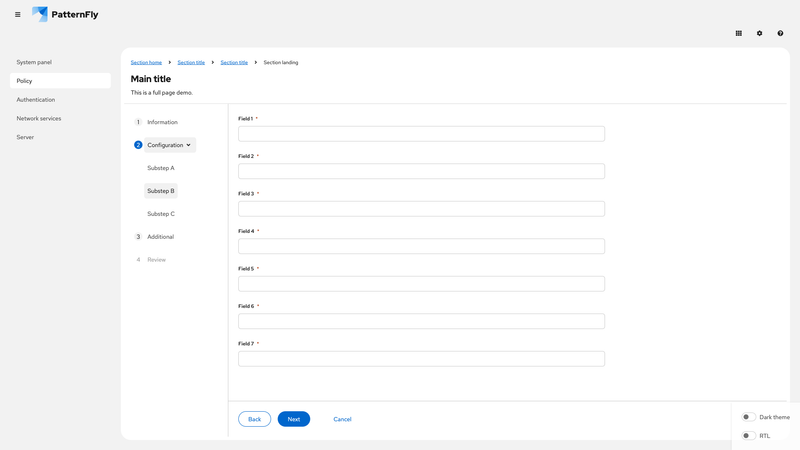 PatternFly
System panel
Policy
Authentication
Network services
Server
Section home Section title Section title Section landing
Main title
This is a full page demo.
1 Information
2 Configuration
Substep A
Substep B
Substep C
3 Additional
4 Review
Field 1 *
Field 2 *
Field 3 *
Field 4 *
Field 5 *
Field 6 *
Field 7 *
Back Next Cancel
Dark theme
RTL